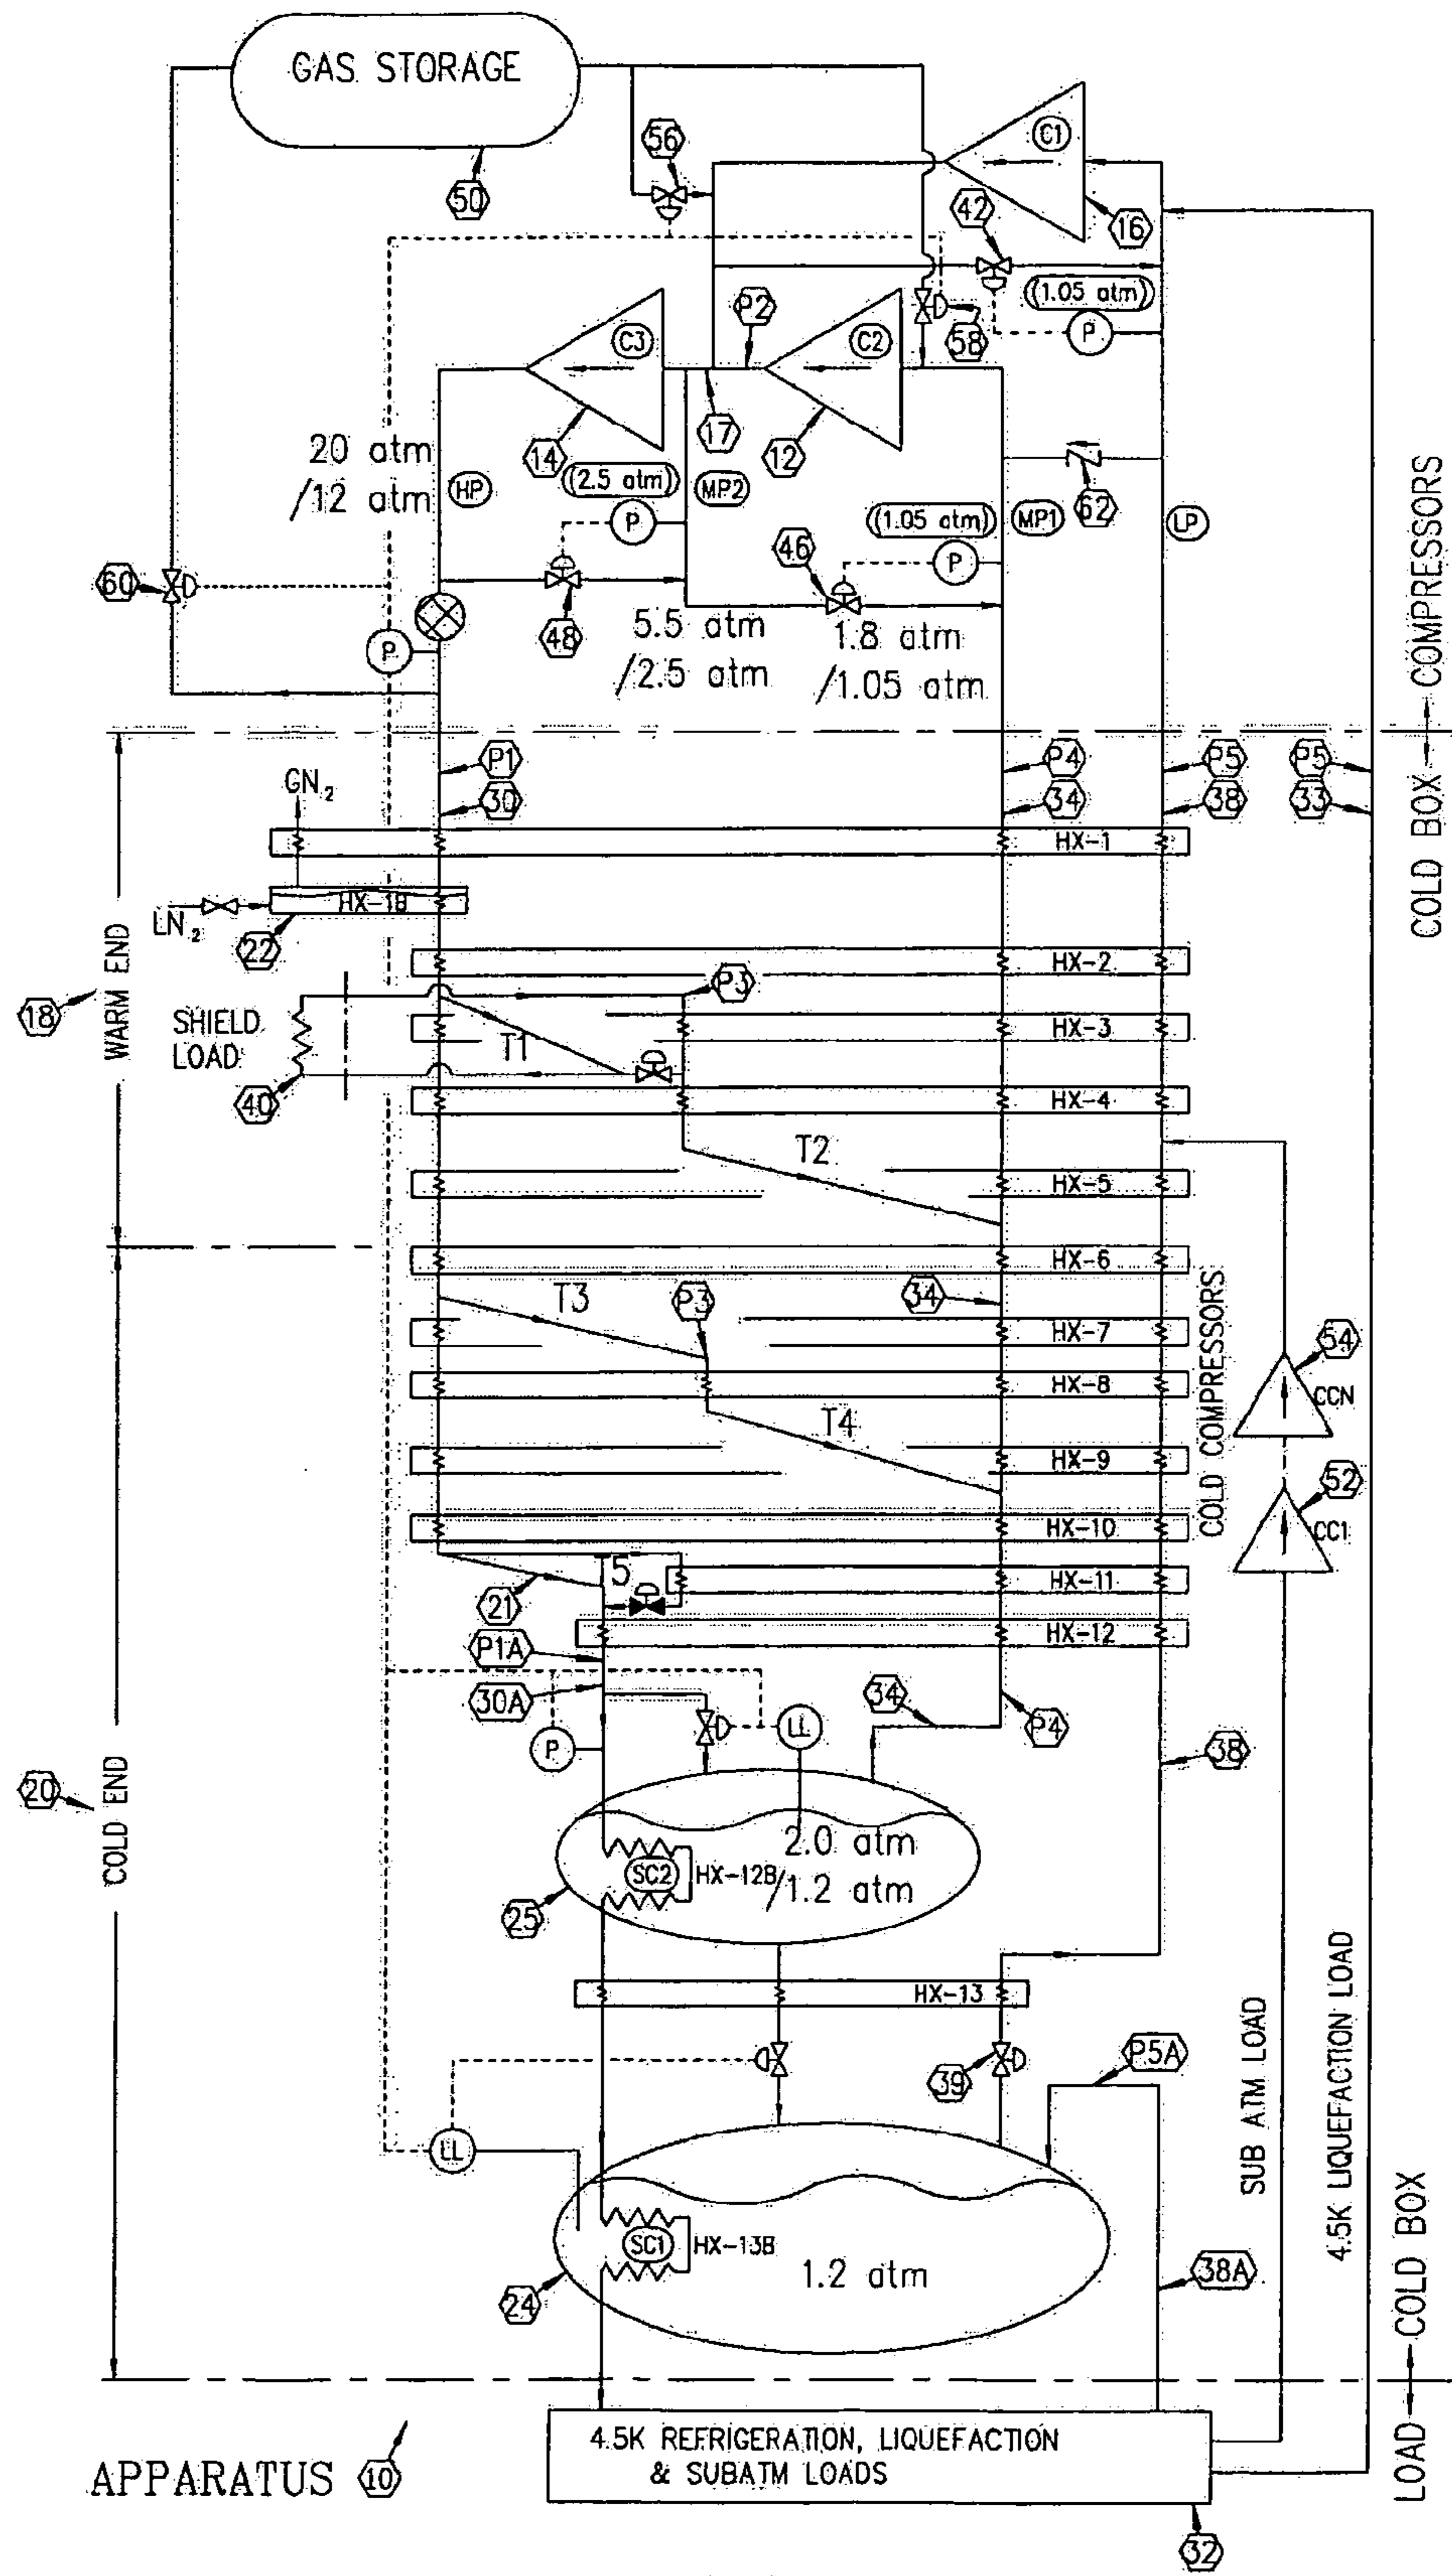 GAS STORAGE
50
56
C1
42
16
(1.05 atm)
P
P2
58
C3
C2
14
17
12
20 atm
/12 atm
HP
(2.5 atm)
MP2
P
62
(1.05 atm)
MP1
LP
46
P
60
48
5.5 atm
/2.5 atm
1.8 atm
/1.05 atm
P
COLD BOX
COMPRESSORS
P1
P4
P5
P5
GN2
30
34
38
33
HX-1
LN2
HX-1B
22
WARM END
18
HX-2
P3
SHIELD
LOAD
T1
HX-3
40
HX-4
T2
HX-5
HX-6
T3
P3
34
HX-7
HX-8
T4
HX-9
COLD COMPRESSORS
54
CCN
52
CC1
HX-10
T5
21
HX-11
P1A
HX-12
30A
34
P4
P
LL
38
20
COLD END
2.0 atm
/1.2 atm
SC2
HX-12B
25
HX-13
P5A
39
SUB ATM LOAD
4.5K LIQUEFACTION LOAD
LL
SC1
HX-13B
1.2 atm
24
38A
LOAD
COLD BOX
4.5K REFRIGERATION, LIQUEFACTION
& SUBATM LOADS
APPARATUS 10
32